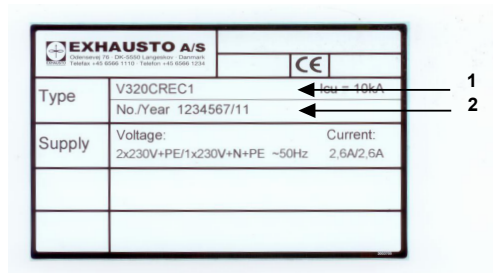 EXHAUSTO A/S
Odensevej 76 · DK-5550 Langeskov · Danmark
Telefax +45 6566 1110 · Telefon +45 6566 1234
CE
Type
V320CREC1 Icu = 10kA
1
No./Year 1234567/11
2
Supply
Voltage: Current:
2x230V+PE/1x230V+N+PE ~50Hz 2,6A/2,6A